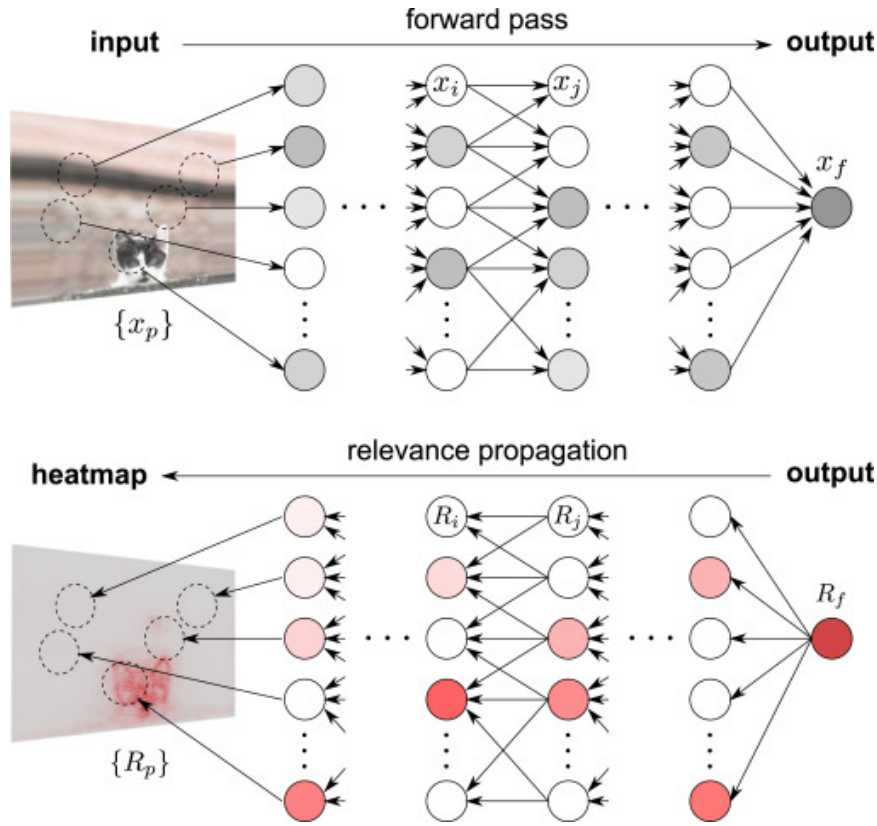 forward pass
input output
x_i x_j
x_f
{x_p}
relevance propagation
heatmap output
R_i R_j
R_f
{R_p}